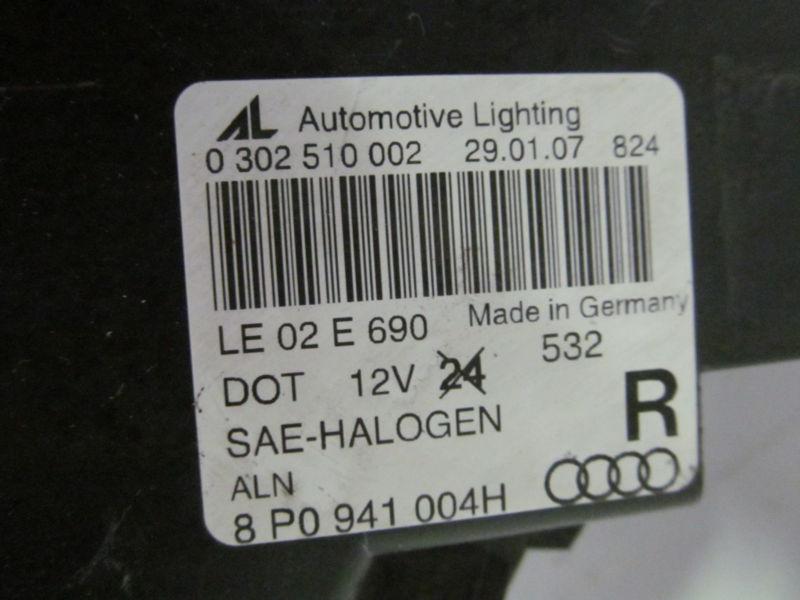 AL Automotive Lighting
0 302 510 002 29.01.07 824
LE 02 E 690 Made in Germany
DOT 12V 24 532
SAE-HALOGEN R
ALN
8 P0 941 004H